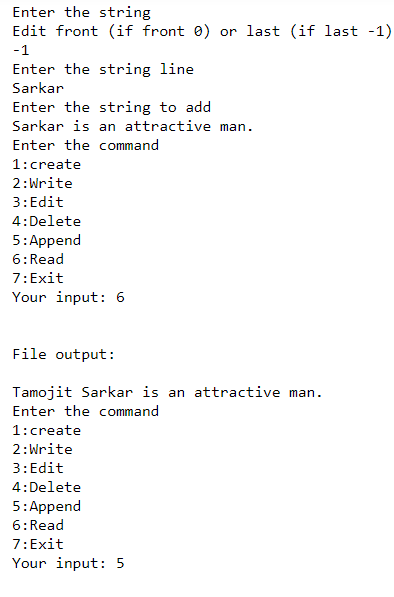 Enter the string
Edit front (if front 0) or last (if last -1)
-1
Enter the string line
Sarkar
Enter the string to add
Sarkar is an attractive man.
Enter the command
1:create
2:Write
3:Edit
4:Delete
5:Append
6:Read
7:Exit
Your input: 6
File output:
Tamojit Sarkar is an attractive man.
Enter the command
1:create
2:Write
3:Edit
4:Delete
5:Append
6:Read
7:Exit
Your input: 5